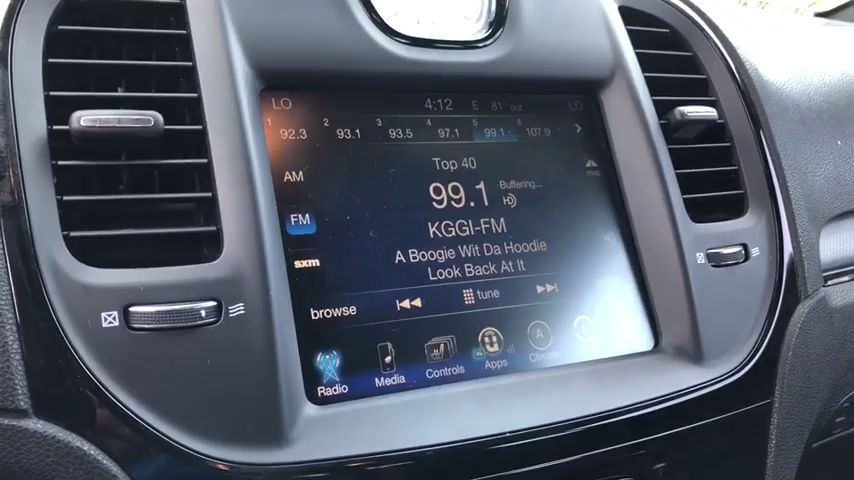 LO 4:12 E 81° out LO
1 92.3 2 93.1 3 93.5 4 97.1 5 99.1 6 107.9
Top 40
AM
99.1 Buffering...
HD
FM
KGGI-FM
A Boogie Wit Da Hoodie
sxm
Look Back At It
browse tune
Radio Media Controls Apps Climate